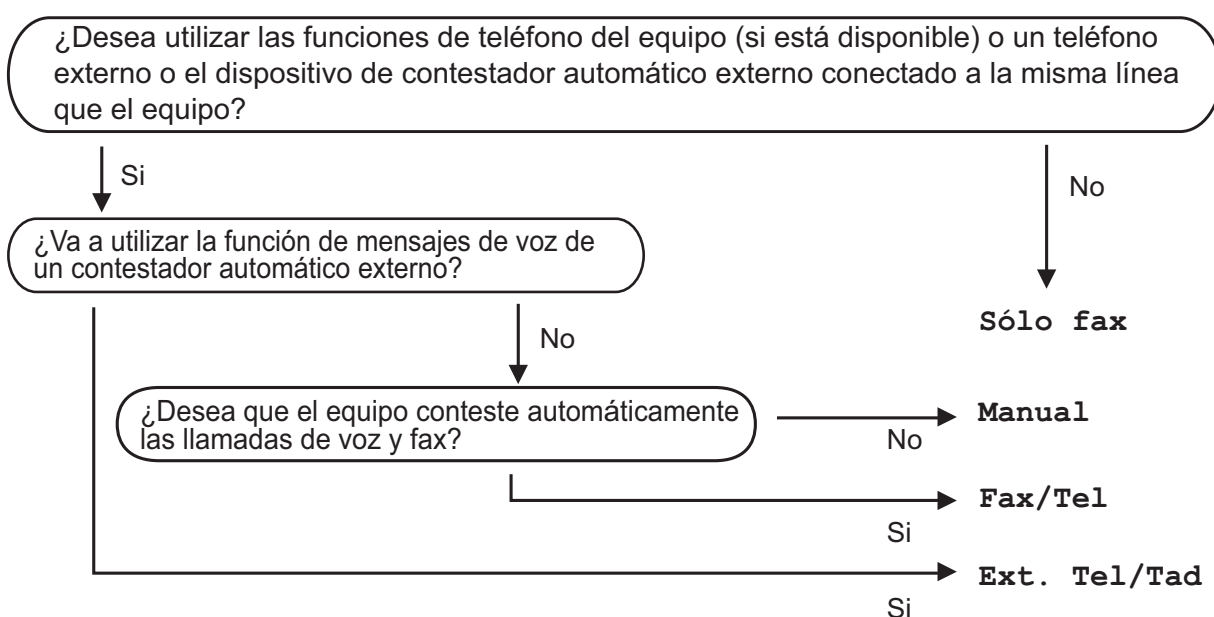 ¿Desea utilizar las funciones de teléfono del equipo (si está disponible) o un teléfono
externo o el dispositivo de contestador automático externo conectado a la misma línea
que el equipo?
Si
No
¿Va a utilizar la función de mensajes de voz de
un contestador automático externo?
Sólo fax
No
¿Desea que el equipo conteste automáticamente
las llamadas de voz y fax?
Manual
No
Fax/Tel
Si
Ext. Tel/Tad
Si